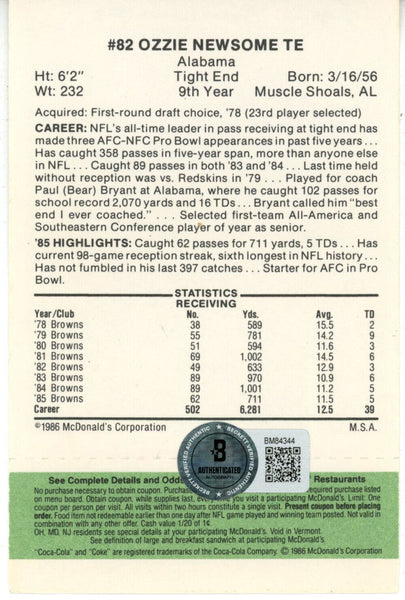 #82 OZZIE NEWSOME TE
Alabama
Ht: 6'2" Tight End Born: 3/16/56
Wt: 232 9th Year Muscle Shoals, AL
Acquired: First-round draft choice, '78 (23rd player selected)
CAREER: NFL's all-time leader in pass receiving at tight end has
made three AFC-NFC Pro Bowl appearances in past five years...
Has caught 358 passes in five-year span, more than anyone else
in NFL... Caught 89 passes in both '83 and '84... Last time held
without reception was vs. Redskins in '79... Played for coach
Paul (Bear) Bryant at Alabama, where he caught 102 passes for
school record 2,070 yards and 16 TDs... Bryant called him "best
end I ever coached." ... Selected first-team All-America and
Southeastern Conference player of year as senior.
'85 HIGHLIGHTS: Caught 62 passes for 711 yards, 5 TDs... Has
current 98-game reception streak, sixth longest in NFL history...
Has not fumbled in his last 397 catches... Starter for AFC in Pro
Bowl.
STATISTICS
RECEIVING
Year/Club No. Yds. Avg. TD
'78 Browns 38 589 15.5 2
'79 Browns 55 781 14.2 9
'80 Browns 51 594 11.6 3
'81 Browns 69 1,002 14.5 6
'82 Browns 49 633 12.9 3
'83 Browns 89 970 10.9 6
'84 Browns 89 1,001 11.2 5
'85 Browns 62 711 11.5 5
Career 502 6,281 12.5 39
©1986 McDonald's Corporation M.S.A.
BECKETT AUTHENTIC
BECKETT VERIFIED
B
AUTHENTICATED
AUTOGRAPH
BM84344
See Complete Details and Odds Restaurants
No purchase necessary to obtain coupon. required purchase listed
on menu board. Obtain coupon, while supplies last, every you visit a participating McDonald's. Limit: One
coupon per person per visit. All visits within two hours constitute a single visit. Present coupon before placing
order. Food item not redeemable earlier than one day after NFL game played and winning team posted. Not valid in
combination with any other offer. Cash value 1/20 of 1¢.
OH, MD, NJ residents see special details at your participating McDonald's. Void in Vermont.
See definition of large and breakfast sandwich at participating McDonald's.
"Coca-Cola" and "Coke" are registered trademarks of the Coca-Cola Company. © 1986 McDonald's Corporation